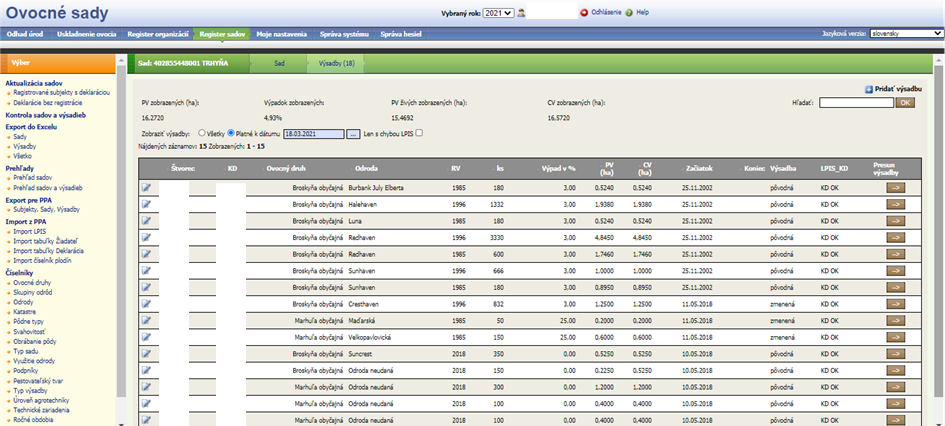 Ovocné sady
Vybraný rok: 2021 Odhlásenie Help
Odhad úrod Uskladnenie ovocia Register organizácií Register sadov Moje nastavenia Správa systému Správa hesiel Jazyková verzia: slovensky
Výber
Aktualizácia sadov
Registrované subjekty s deklaráciou
Deklarácie bez registrácie
Kontrola sadov a výsadieb
Export do Excelu
Sady
Výsadby
Všetko
Prehľady
Prehľad sadov
Prehľad sadov a výsadieb
Export pre PPA
Subjekty, Sady, Výsadby
Import z PPA
Import LPIS
Import tabuľky Žiadateľ
Import tabuľky Deklarácia
Import číselník plodín
Číselníky
Ovocné druhy
Skupiny odrôd
Odrody
Katastre
Pôdne typy
Svahovitosť
Obrábanie pôdy
Typ sadu
Využitie odrody
Podpníky
Pestovateľský tvar
Typ výsadby
Úroveň agrotechniky
Technické zariadenia
Ročné obdobia
Sad: 402855448001 TRHYŇA Sad Výsadby (18)
Pridať výsadbu
PV zobrazených (ha): Výpadok zobrazených: PV živých zobrazených (ha): CV zobrazených (ha): Hľadať: OK
16,2720 4.93% 15,4692 16,5720
Zobraziť výsadby: Všetky Platné k dátumu 18.03.2021 ... Len s chybou LPIS
Nájdených záznamov: 15 Zobrazených: 1 - 15
Štvorec KD Ovocný druh Odroda RV ks Výpad v % PV (ha) CV (ha) Začiatok Koniec Výsadba LPIS_KD Presun výsadby
Broskyňa obyčajná Burbank July Elberta 1985 180 3.00 0.5240 0.5240 25.11.2002 pôvodná KD OK -->
Broskyňa obyčajná Halehaven 1996 1332 3.00 1.9380 1.9380 25.11.2002 pôvodná KD OK -->
Broskyňa obyčajná Luna 1985 180 3.00 0.5240 0.5240 25.11.2002 pôvodná KD OK -->
Broskyňa obyčajná Redhaven 1996 3330 3.00 4.8450 4.8450 25.11.2002 pôvodná KD OK -->
Broskyňa obyčajná Redhaven 1985 600 3.00 1.7460 1.7460 25.11.2002 pôvodná KD OK -->
Broskyňa obyčajná Sunhaven 1996 666 3.00 1.0000 1.0000 25.11.2002 pôvodná KD OK -->
Broskyňa obyčajná Sunhaven 1985 180 3.00 0.8950 0.8950 25.11.2002 pôvodná KD OK -->
Broskyňa obyčajná Cresthaven 1996 832 3.00 1.2500 1.2500 11.05.2018 zmenená KD OK -->
Marhuľa obyčajná Maďarská 1985 50 25.00 0.2000 0.2000 11.05.2018 zmenená KD OK -->
Marhuľa obyčajná Velkopavlovická 1985 150 25.00 0.6000 0.6000 11.05.2018 zmenená KD OK -->
Broskyňa obyčajná Suncrest 2018 350 0.00 0.5250 0.5250 10.05.2018 pôvodná KD OK -->
Broskyňa obyčajná Odroda neudaná 2018 150 0.00 0.2250 0.5250 10.05.2018 pôvodná KD OK -->
Marhuľa obyčajná Odroda neudaná 2018 300 0.00 1.2000 1.2000 10.05.2018 pôvodná KD OK -->
Marhuľa obyčajná Odroda neudaná 2018 100 0.00 0.4000 0.4000 10.05.2018 pôvodná KD OK -->
Broskyňa obyčajná Odroda neudaná 2018 100 0.00 0.4000 0.4000 10.05.2018 pôvodná KD OK -->